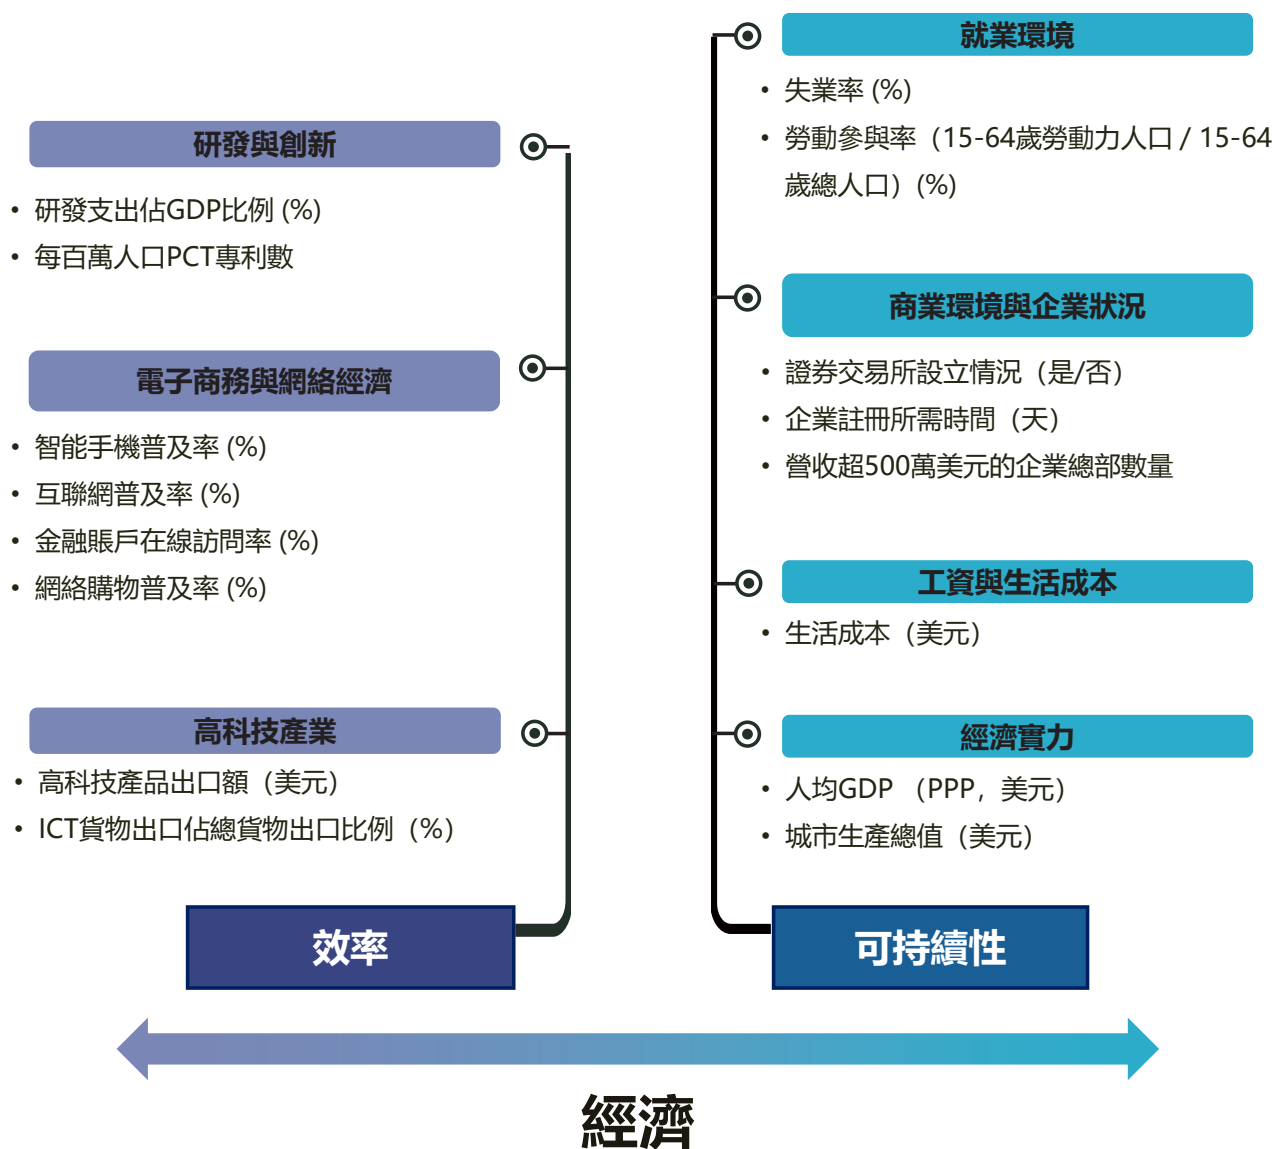 研發與創新
• 研發支出佔GDP比例 (%)
• 每百萬人口PCT專利數
電子商務與網絡經濟
• 智能手機普及率 (%)
• 互聯網普及率 (%)
• 金融賬戶在線訪問率 (%)
• 網絡購物普及率 (%)
高科技產業
• 高科技產品出口額（美元）
• ICT貨物出口佔總貨物出口比例（%）
效率
就業環境
• 失業率 (%)
• 勞動參與率（15-64歲勞動力人口 / 15-64
歲總人口）(%)
商業環境與企業狀況
• 證券交易所設立情況（是/否）
• 企業註冊所需時間（天）
• 營收超500萬美元的企業總部數量
工資與生活成本
• 生活成本（美元）
經濟實力
• 人均GDP （PPP，美元）
• 城市生產總值（美元）
可持續性
經濟